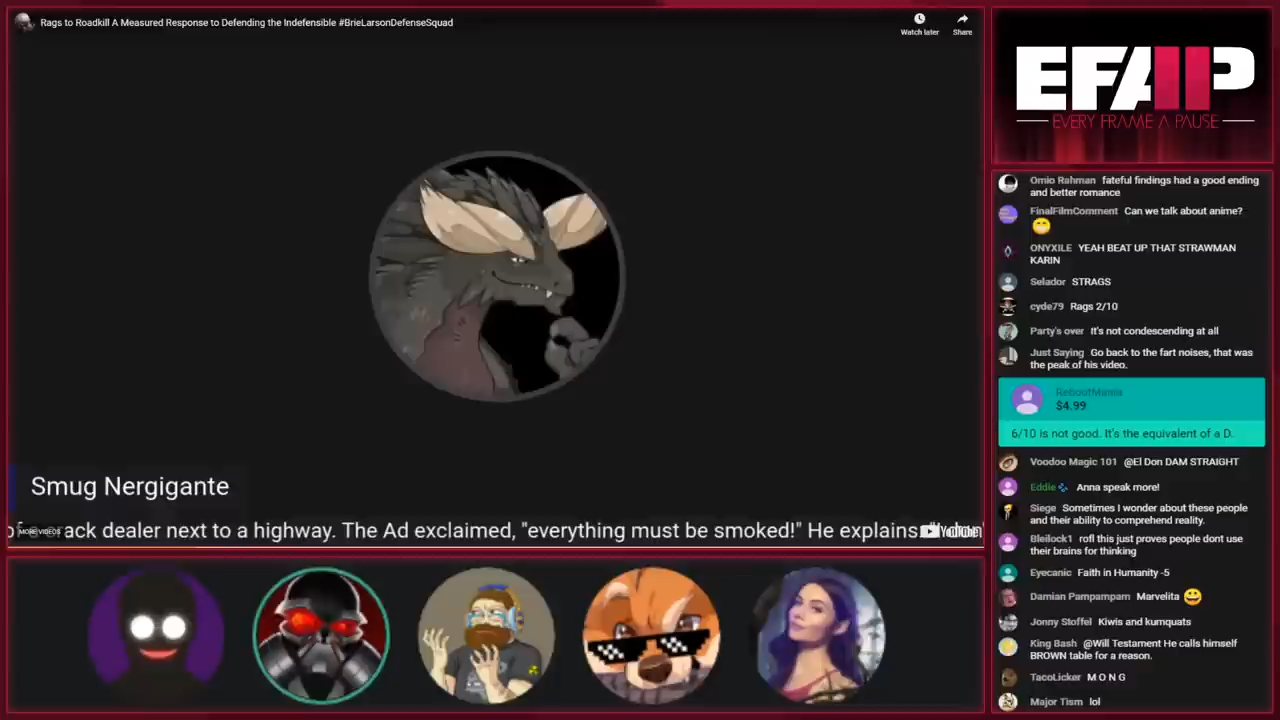 Rags to Roadkill A Measured Response to Defending the Indefensible #BrieLarsonDefenseSquad
Watch later
Share
Smug Nergigante
MORE VIDEOS
ack dealer next to a highway. The Ad exclaimed, "everything must be smoked!" He explains
YouTube
EFAP
EVERY FRAME A PAUSE
Omio Rahman fateful findings had a good ending
and better romance
FinalFilmComment Can we talk about anime?
😁
ONYXILE YEAH BEAT UP THAT STRAWMAN
KARIN
Selador STRAGS
cyde79 Rags 2/10
Party's over It's not condescending at all
Just Saying Go back to the fart noises, that was
the peak of his video.
RebootMania
$4.99
6/10 is not good. It's the equivalent of a D.
Voodoo Magic 101 @El Don DAM STRAIGHT
Eddie Anna speak more!
Siege Sometimes I wonder about these people
and their ability to comprehend reality.
Bleilock1 rofl this just proves people dont use
their brains for thinking
Eyecanic Faith in Humanity -5
Damian Pampampam Marvelita 😀
Jonny Stoffel Kiwis and kumquats
King Bash @Will Testament He calls himself
BROWN table for a reason.
TacoLicker M O N G
Major Tism lol